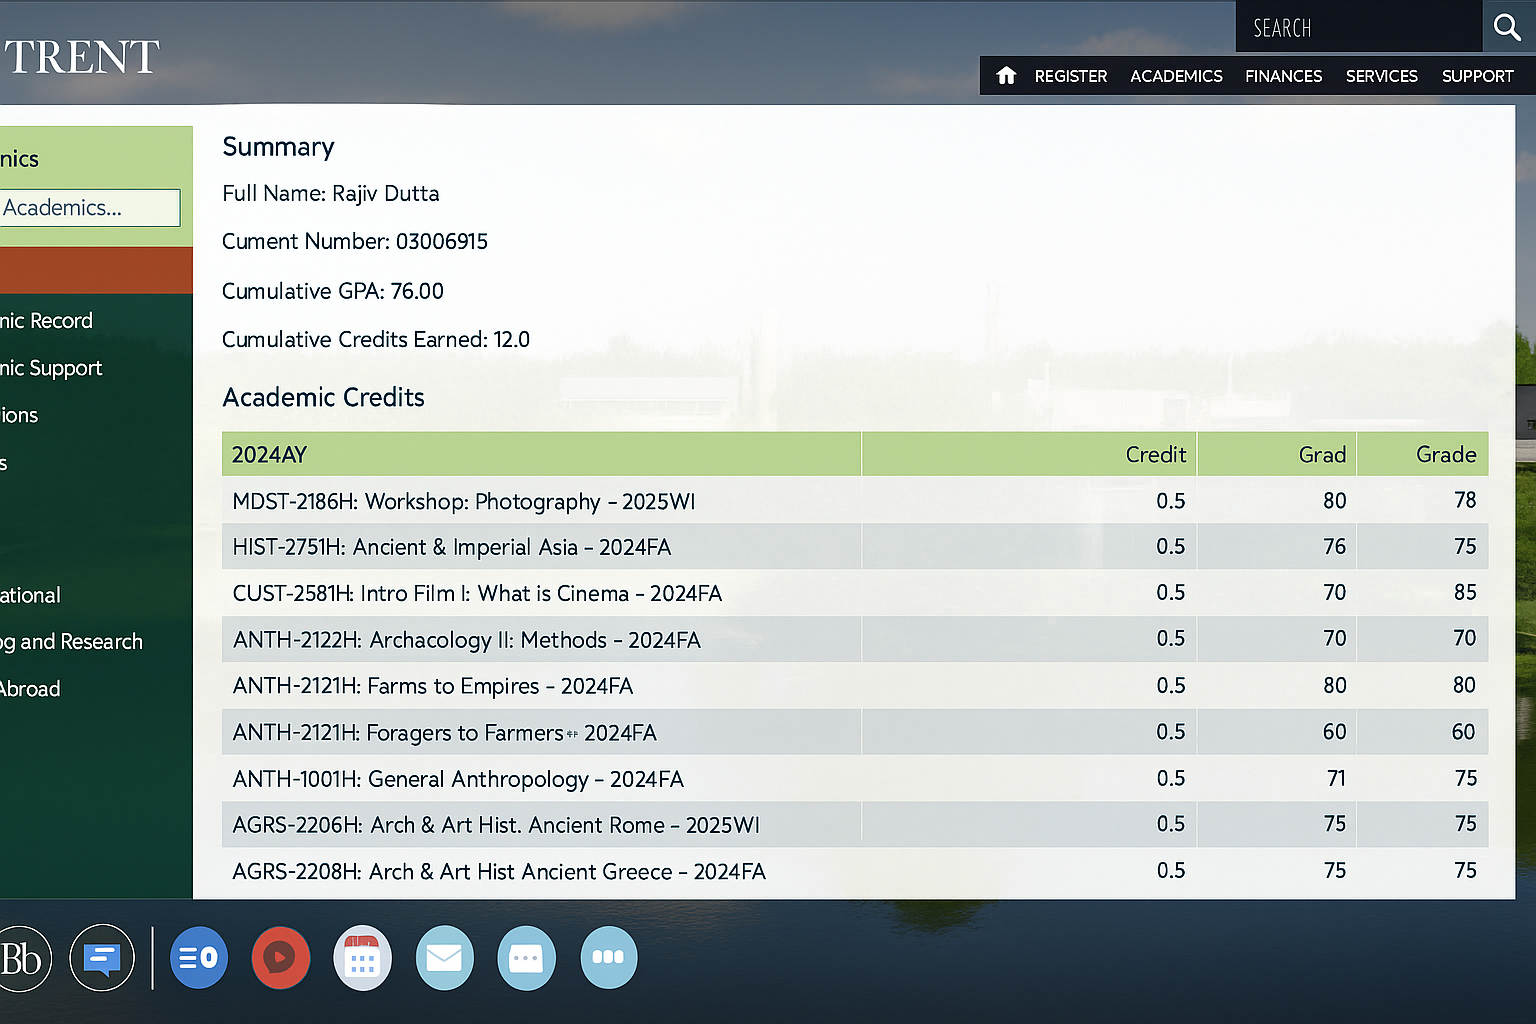 TRENT
SEARCH
REGISTER ACADEMICS FINANCES SERVICES SUPPORT
nics
Academics...
nic Record
nic Support
ions
s
ational
og and Research
Abroad
Summary
Full Name: Rajiv Dutta
Cument Number: 03006915
Cumulative GPA: 76.00
Cumulative Credits Earned: 12.0
Academic Credits
2024AY Credit Grad Grade
MDST-2186H: Workshop: Photography – 2025WI 0.5 80 78
HIST-2751H: Ancient & Imperial Asia – 2024FA 0.5 76 75
CUST-2581H: Intro Film I: What is Cinema – 2024FA 0.5 70 85
ANTH-2122H: Archacology II: Methods – 2024FA 0.5 70 70
ANTH-2121H: Farms to Empires – 2024FA 0.5 80 80
ANTH-2121H: Foragers to Farmers 2024FA 0.5 60 60
ANTH-1001H: General Anthropology – 2024FA 0.5 71 75
AGRS-2206H: Arch & Art Hist. Ancient Rome – 2025WI 0.5 75 75
AGRS-2208H: Arch & Art Hist Ancient Greece – 2024FA 0.5 75 75
Bb